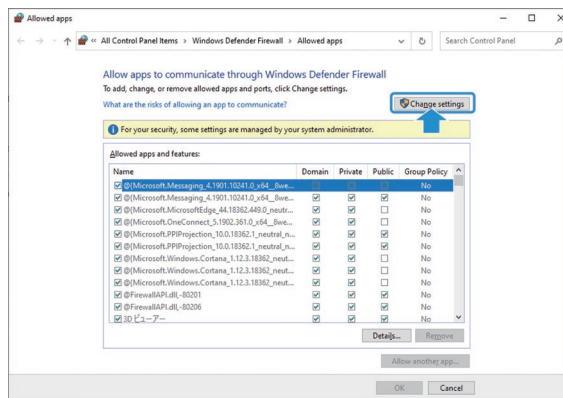 Allowed apps
« All Control Panel Items > Windows Defender Firewall > Allowed apps
Search Control Panel
Allow apps to communicate through Windows Defender Firewall
To add, change, or remove allowed apps and ports, click Change settings.
What are the risks of allowing an app to communicate?
Change settings
For your security, some settings are managed by your system administrator.
Allowed apps and features:
Name Domain Private Public Group Policy
@{Microsoft.Messaging_4.1901.10241.0_x64__8we... No
@{Microsoft.Messaging_4.1901.10241.0_x64__8we... No
@{Microsoft.MicrosoftEdge_44.18362.449.0_neutr... No
@{Microsoft.OneConnect_5.1902.361.0_x64__8we... No
@{Microsoft.PPIProjection_10.0.18362.1_neutral_n... No
@{Microsoft.PPIProjection_10.0.18362.1_neutral_n... No
@{Microsoft.Windows.Cortana_1.12.3.18362_neut... No
@{Microsoft.Windows.Cortana_1.12.3.18362_neut... No
@{Microsoft.Windows.Cortana_1.12.3.18362_neut... No
@FirewallAPI.dll,-80201 No
@FirewallAPI.dll,-80206 No
3D ビューアー No
Details... Remove
Allow another app...
OK Cancel